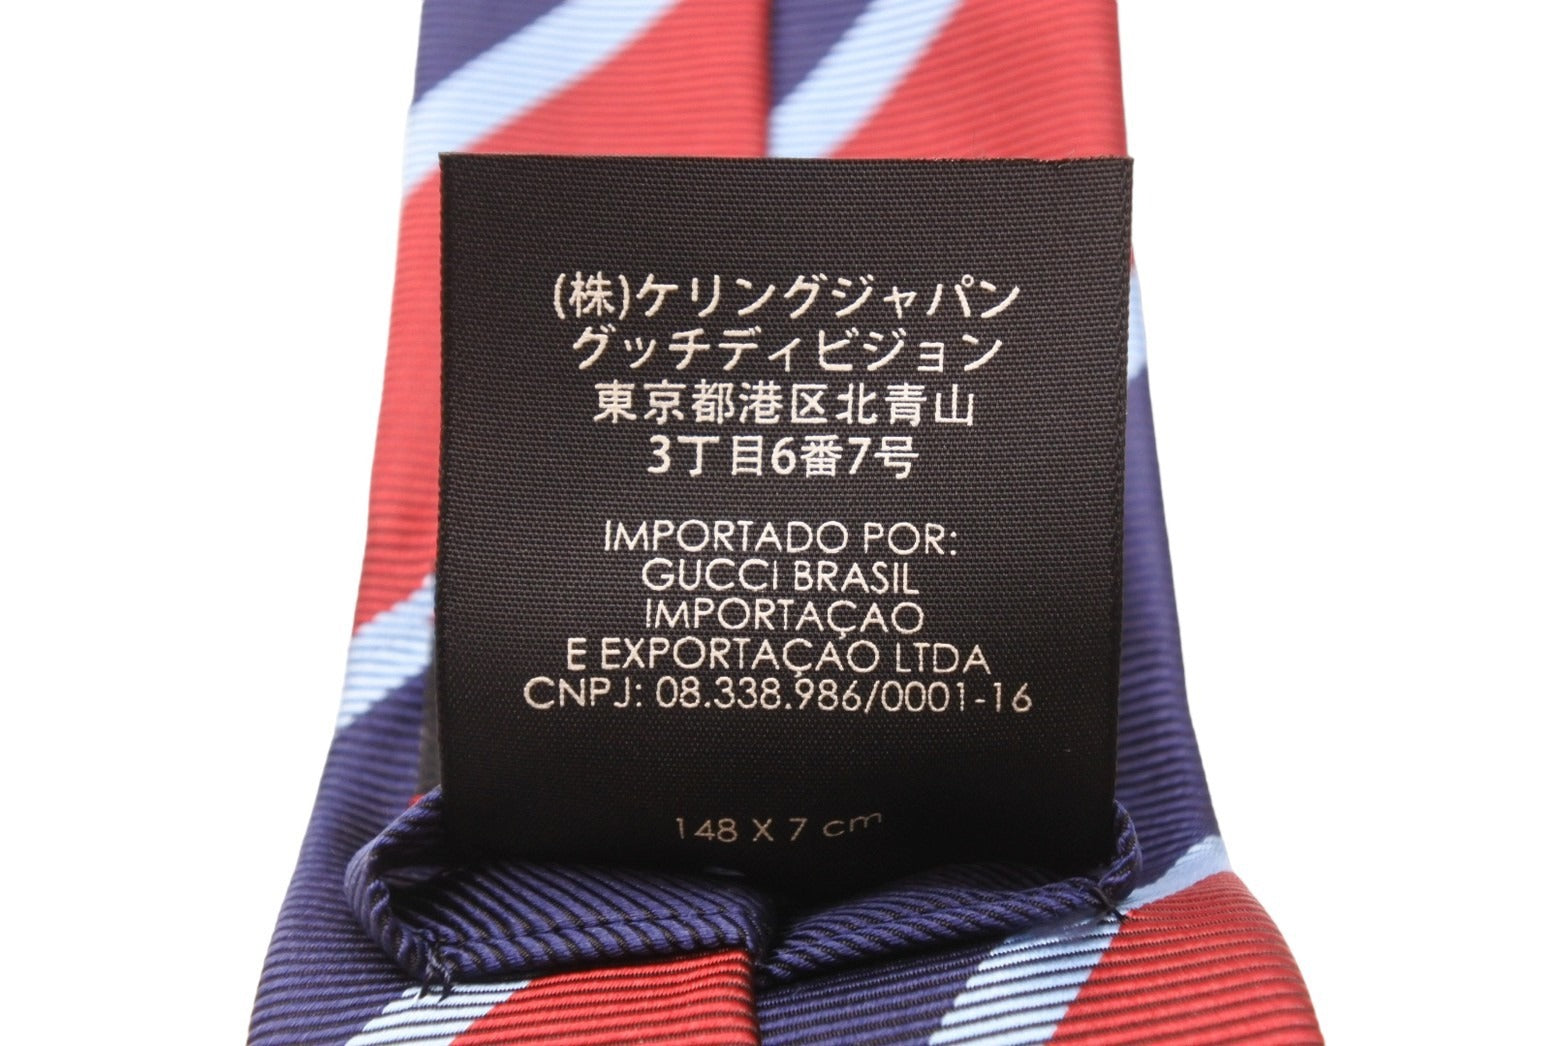 (株)ケリングジャパン
グッチディビジョン
東京都港区北青山
3丁目6番7号
IMPORTADO POR:
GUCCI BRASIL
IMPORTAÇAO
E EXPORTAÇAO LTDA
CNPJ: 08.338.986/0001-16
148 X 7 cm